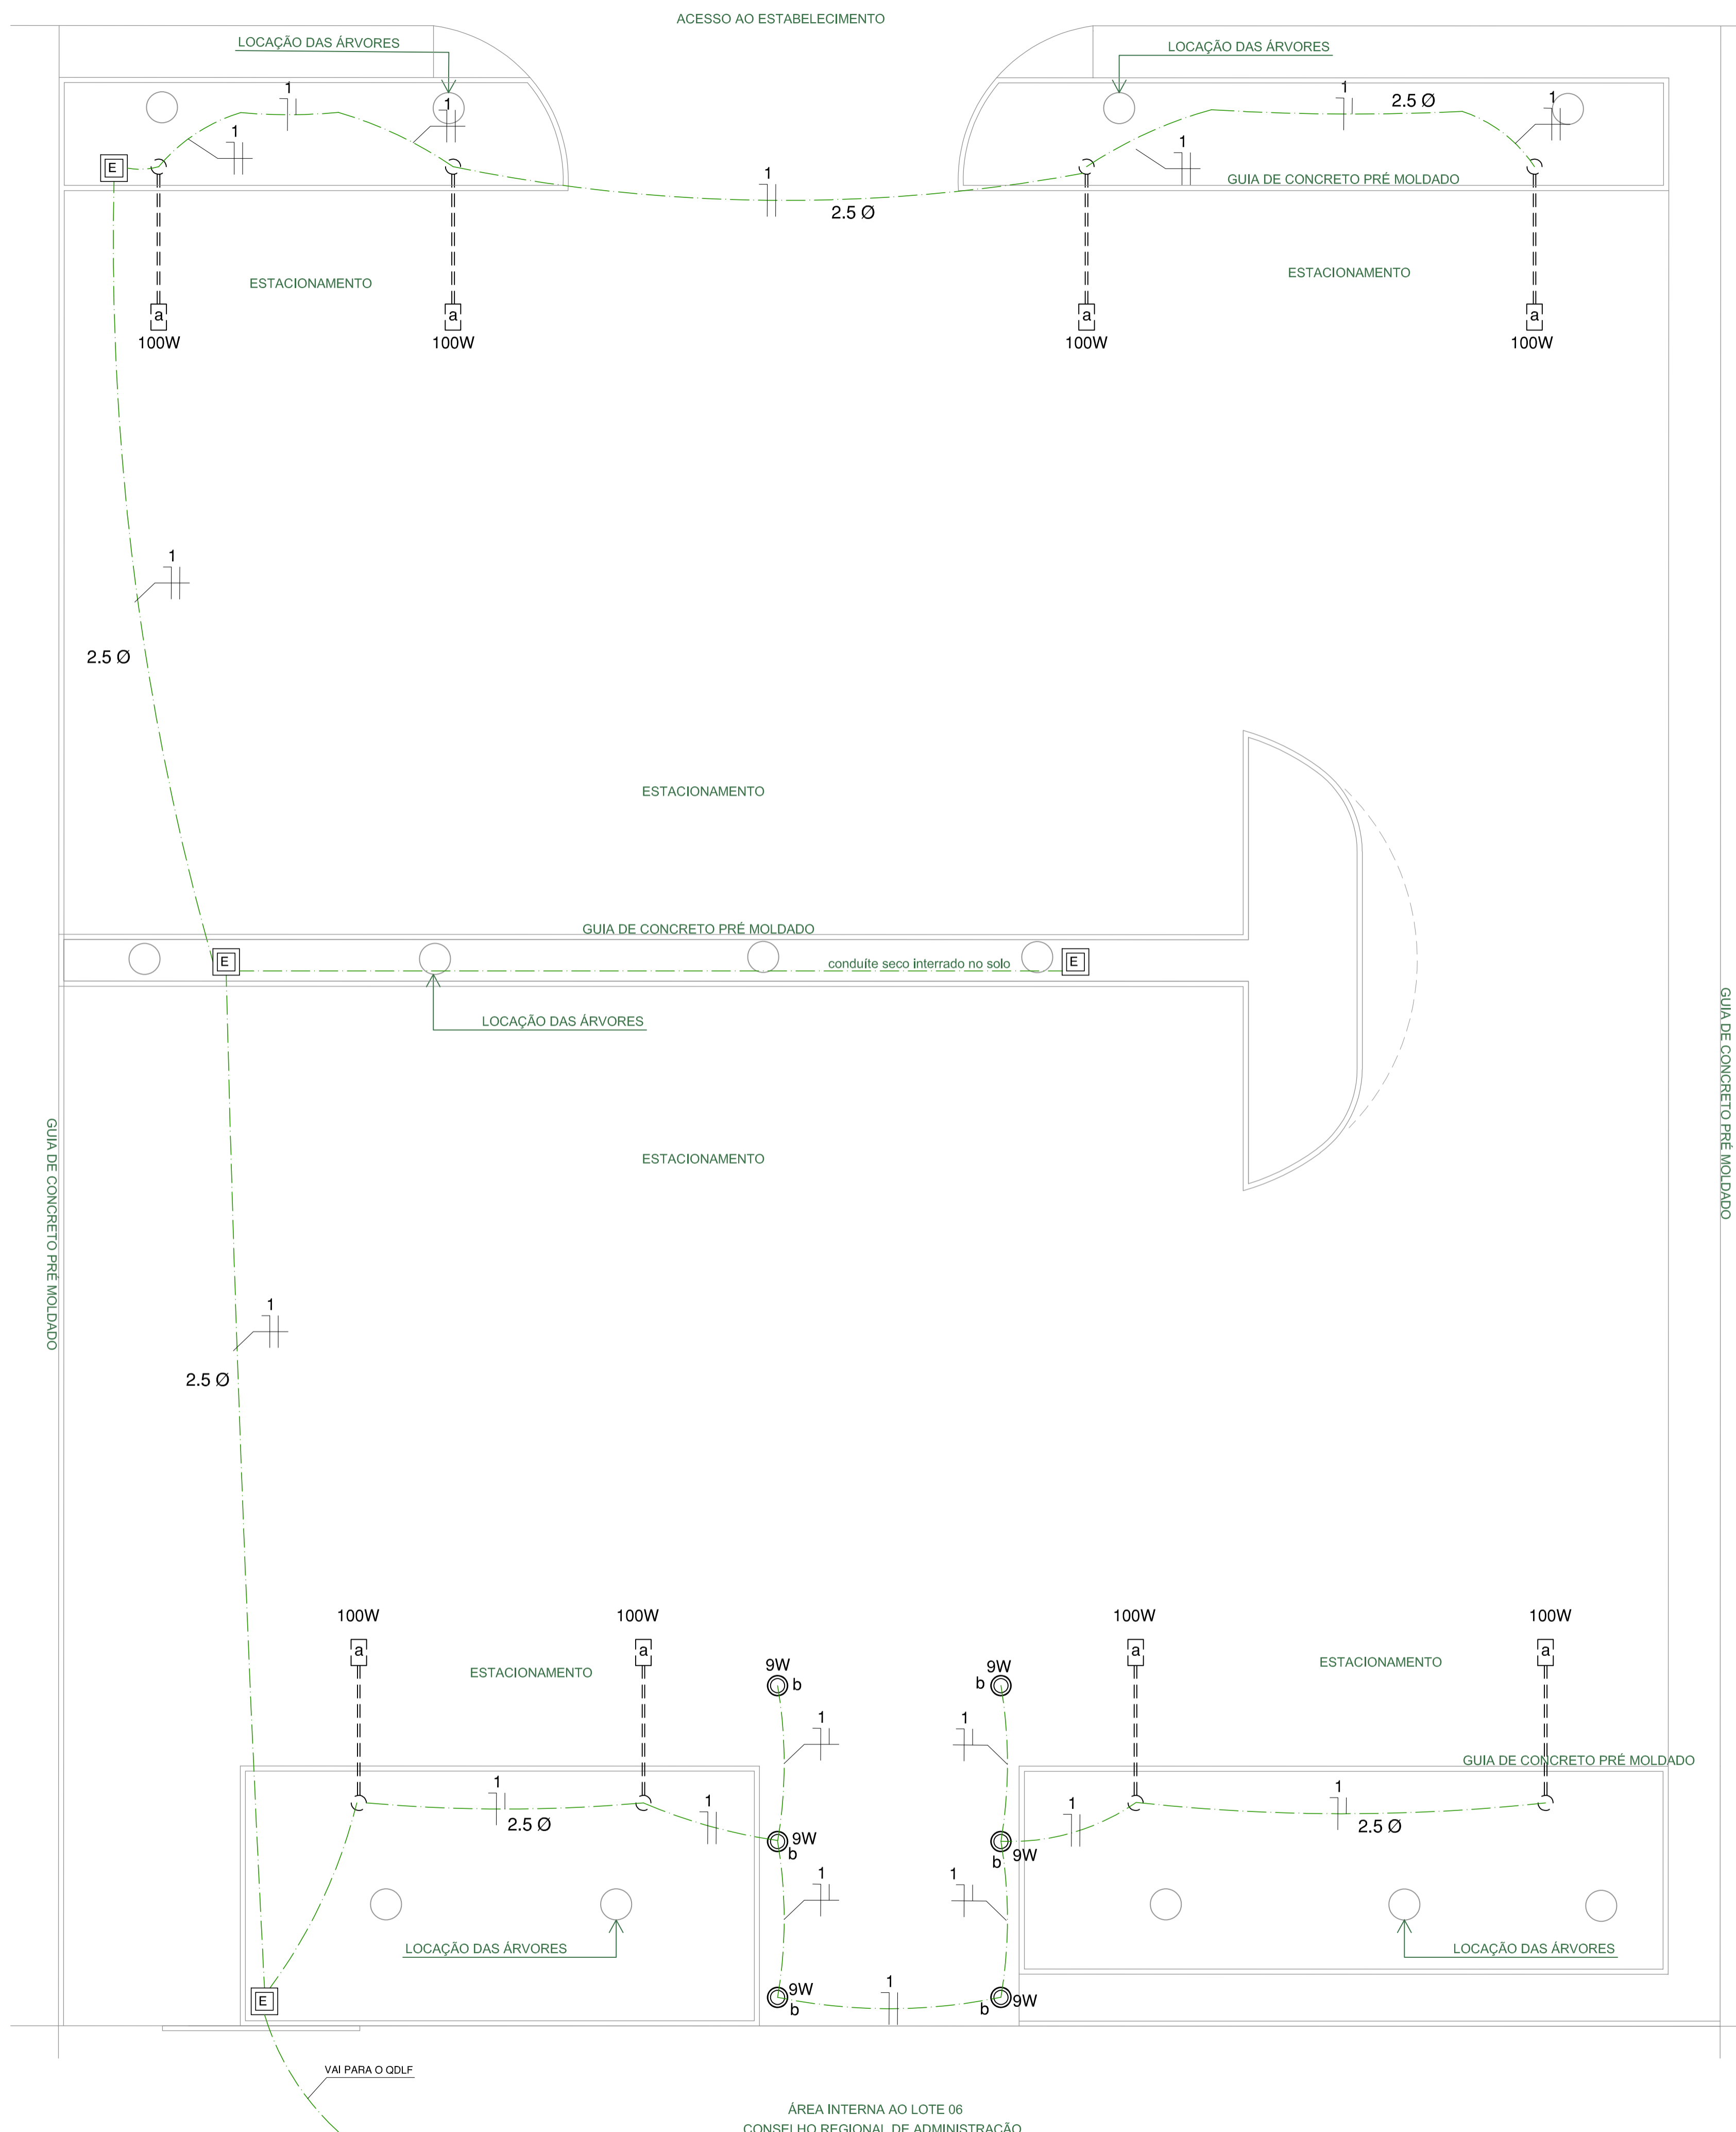 ACESSO AO ESTABELECIMENTO
LOCAÇÃO DAS ÁRVORES
LOCAÇÃO DAS ÁRVORES
1
1
1
2.5 Ø
1
1
1
E
1
GUIA DE CONCRETO PRÉ MOLDADO
2.5 Ø
ESTACIONAMENTO
ESTACIONAMENTO
a
a
a
a
100W
100W
100W
100W
1
2.5 Ø
ESTACIONAMENTO
GUIA DE CONCRETO PRÉ MOLDADO
E
conduíte seco interrado no solo
E
LOCAÇÃO DAS ÁRVORES
GUIA DE CONCRETO PRÉ MOLDADO
GUIA DE CONCRETO PRÉ MOLDADO
ESTACIONAMENTO
1
2.5 Ø
100W
100W
100W
100W
a
a
a
a
ESTACIONAMENTO
ESTACIONAMENTO
9W
b
9W
b
1
1
GUIA DE CONCRETO PRÉ MOLDADO
1
2.5 Ø
1
1
1
2.5 Ø
9W
b
9W
b
1
1
LOCAÇÃO DAS ÁRVORES
LOCAÇÃO DAS ÁRVORES
E
9W
b
1
b
9W
VAI PARA O QDLF
ÁREA INTERNA AO LOTE 06
CONSELHO REGIONAL DE ADMINISTRAÇÃO